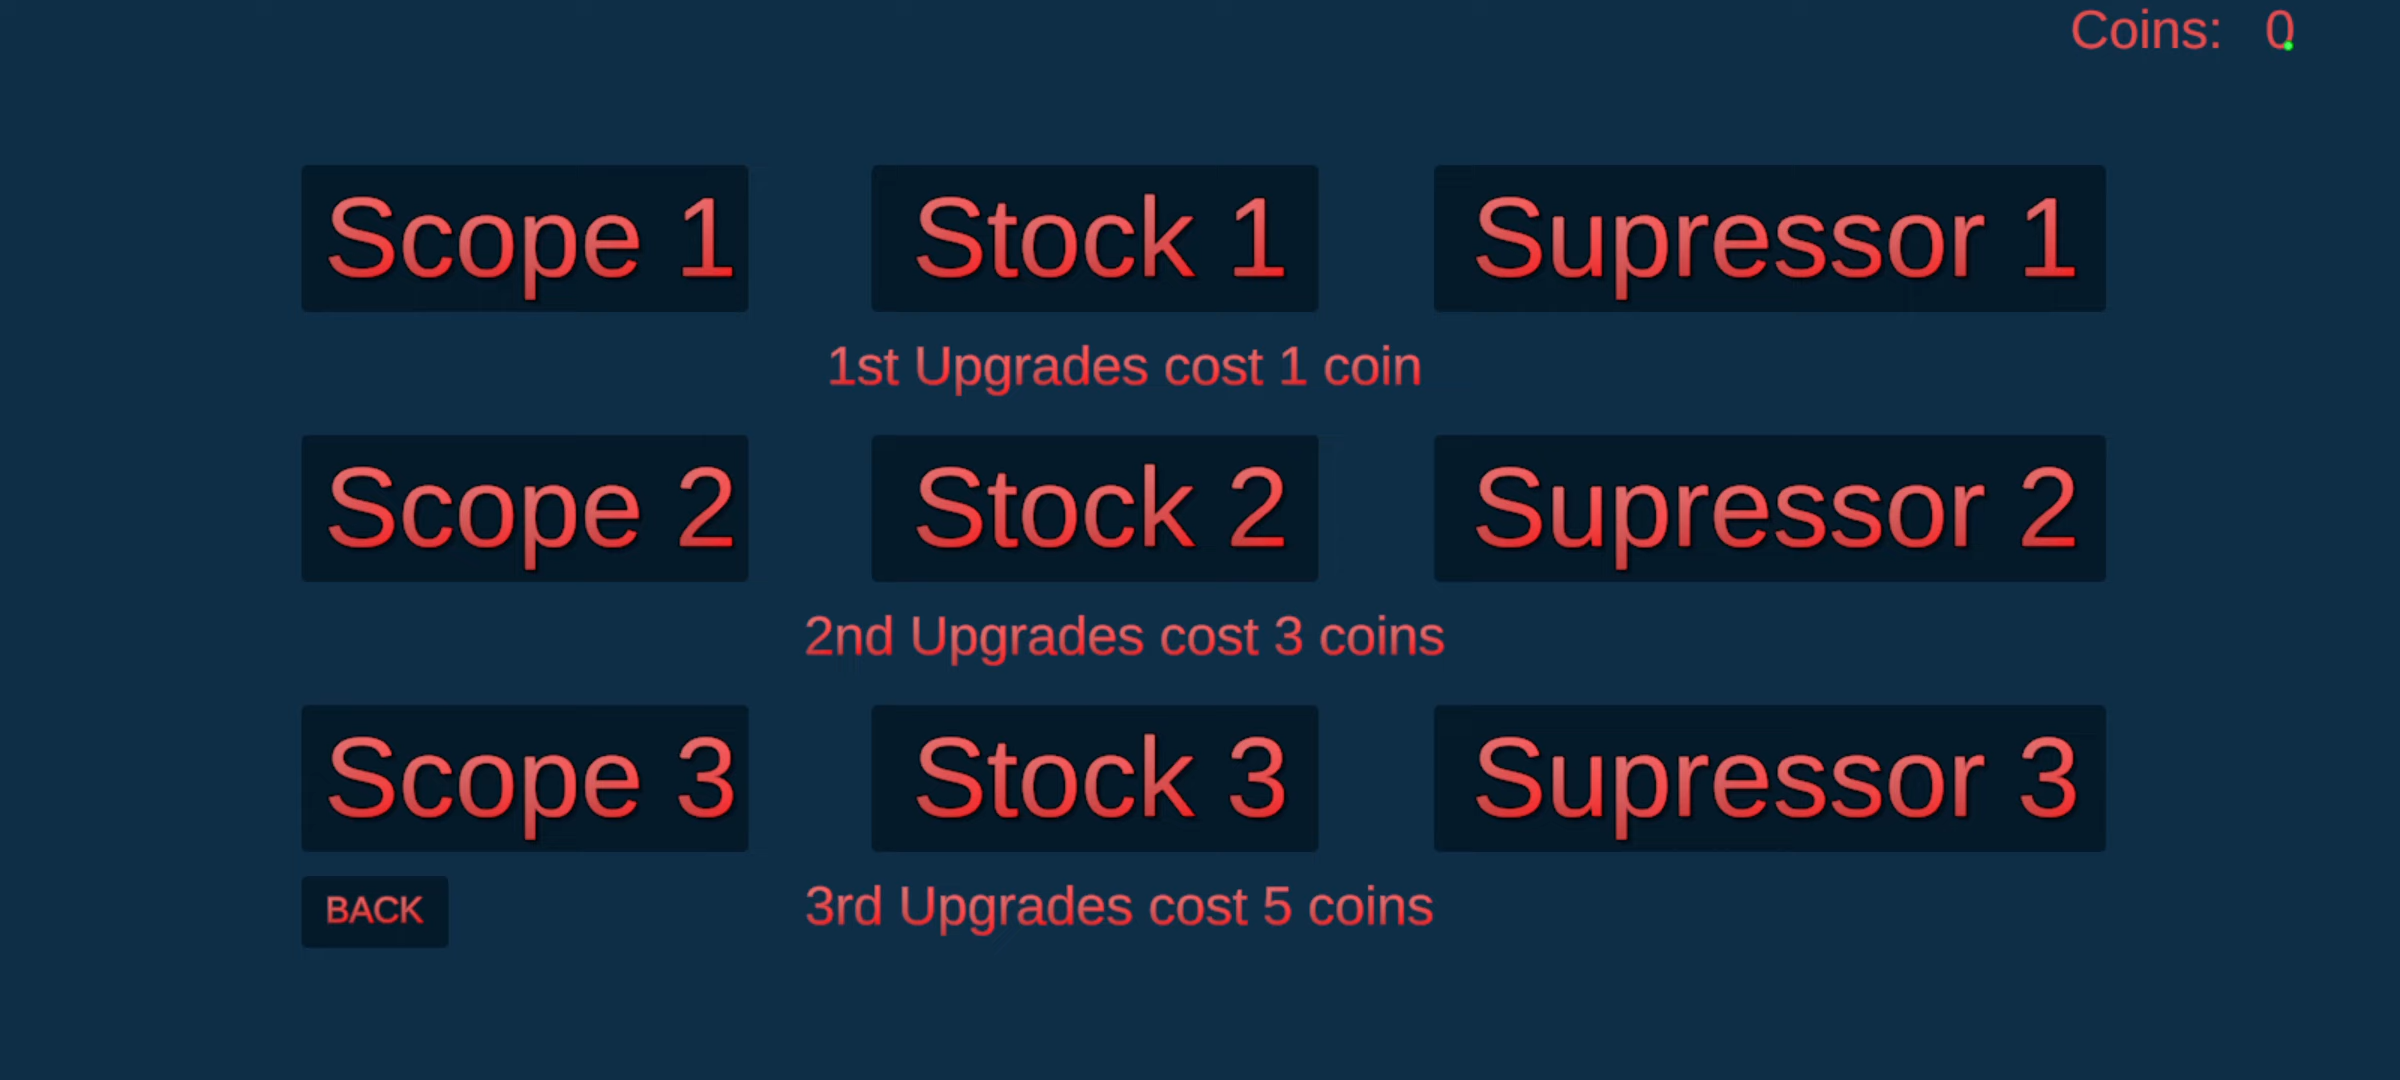 Coins: 0
Scope 1 Stock 1 Supressor 1
1st Upgrades cost 1 coin
Scope 2 Stock 2 Supressor 2
2nd Upgrades cost 3 coins
Scope 3 Stock 3 Supressor 3
BACK 3rd Upgrades cost 5 coins